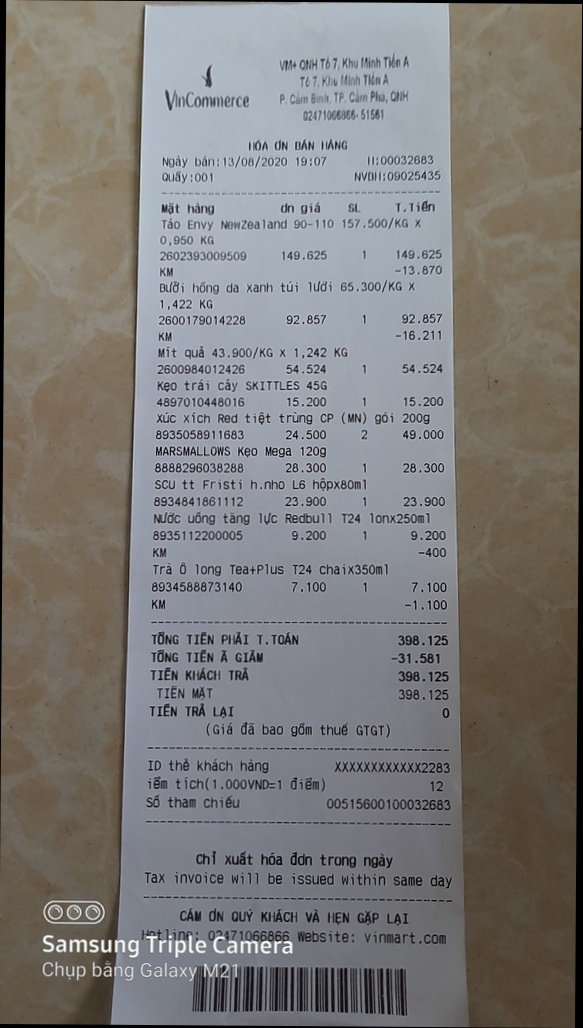 VinCommerce
VM+ QNH Tổ 7, Khu Minh Tiến A
Tổ 7, Khu Minh Tiến A
P. Cẩm Bình, TP. Cẩm Phả, QNH
02471066866-51561
HÓA ƠN BÁN HÀNG
Ngày bán:13/08/2020 19:07 H:00032683
Quầy:001 NVBH:09025435
Mặt hàng ơn giá SL T.Tiền
Táo Envy NewZealand 90-110 157.500/KG X
0,950 KG
2602393009509 149.625 1 149.625
KM -13.870
Bưởi hồng da xanh túi lưới 65.300/KG X
1,422 KG
2600179014228 92.857 1 92.857
KM -16.211
Mít quả 43.900/KG X 1,242 KG
2600984012426 54.524 1 54.524
Kẹo trái cây SKITTLES 45G
4897010448016 15.200 1 15.200
Xúc xích Red tiệt trùng CP (MN) gói 200g
8935058911683 24.500 2 49.000
MARSMALLOWS Kẹo Mega 120g
8888296038288 28.300 1 28.300
SCU tt Fristi h.nho L6 hộpx80ml
8934841861112 23.900 1 23.900
Nước uống tăng lực Redbull T24 lonx250ml
8935112200005 9.200 1 9.200
KM -400
Trà Ô long Tea+Plus T24 chaix350ml
8934588873140 7.100 1 7.100
KM -1.100
TỔNG TIỀN PHẢI T.TOÁN 398.125
TỔNG TIỀN Ã GIẢM -31.581
TIỀN KHÁCH TRẢ 398.125
TIỀN MẶT 398.125
TIỀN TRẢ LẠI 0
(Giá đã bao gồm thuế GTGT)
ID thẻ khách hàng XXXXXXXXXXXX2283
iểm tích(1.000VND=1 điểm) 12
Số tham chiếu 00515600100032683
Chỉ xuất hóa đơn trong ngày
Tax invoice will be issued within same day
CẢM ƠN QUÝ KHÁCH VÀ HẸN GẶP LẠI
Hotline: 02471066866 Website: vinmart.com
Samsung Triple Camera
Chụp bằng Galaxy M21